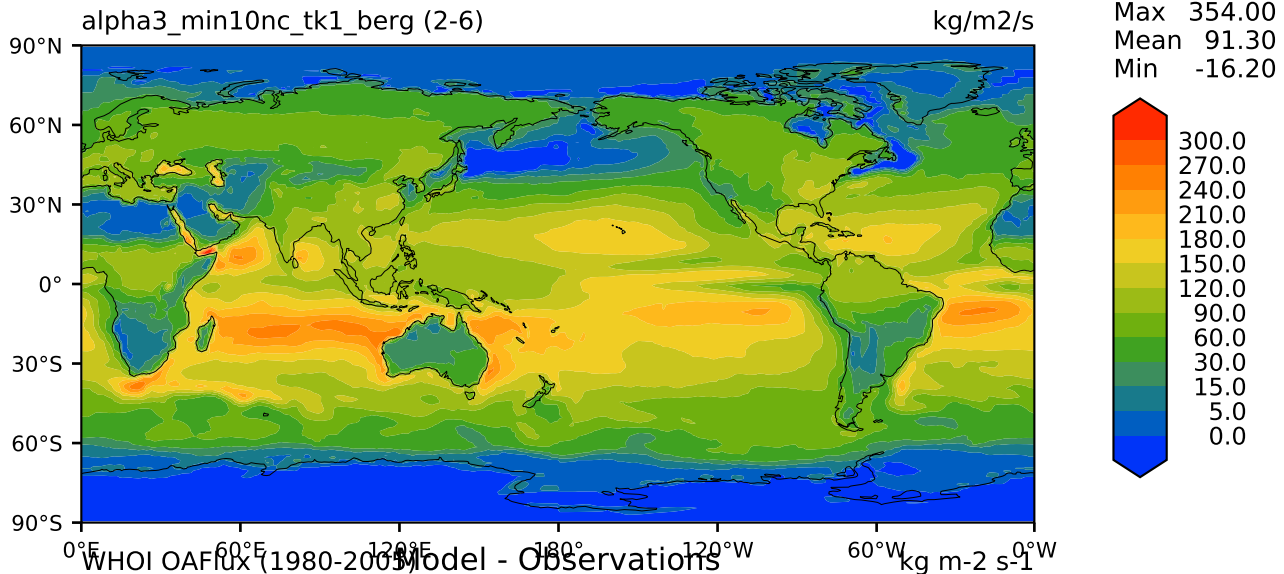 alpha3_min10nc_tk1_berg (2-6) kg/m2/s
Max 354.00
Mean 91.30
Min -16.20
90°N
60°N
30°N
0°
30°S
60°S
90°S
300.0
270.0
240.0
210.0
180.0
150.0
120.0
90.0
60.0
30.0
15.0
5.0
0.0
0°E 60°E 120°E 180° 120°W 60°W 0°W
WHOI OAFlux (1980-2005) Model - Observations kg m-2 s-1